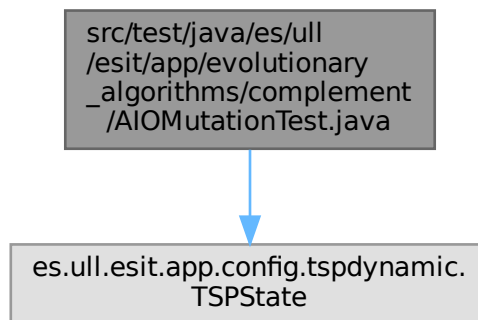 src/test/java/es/ull
/esit/app/evolutionary
_algorithms/complement
/AIOMutationTest.java
es.ull.esit.app.config.tspdynamic.
TSPState